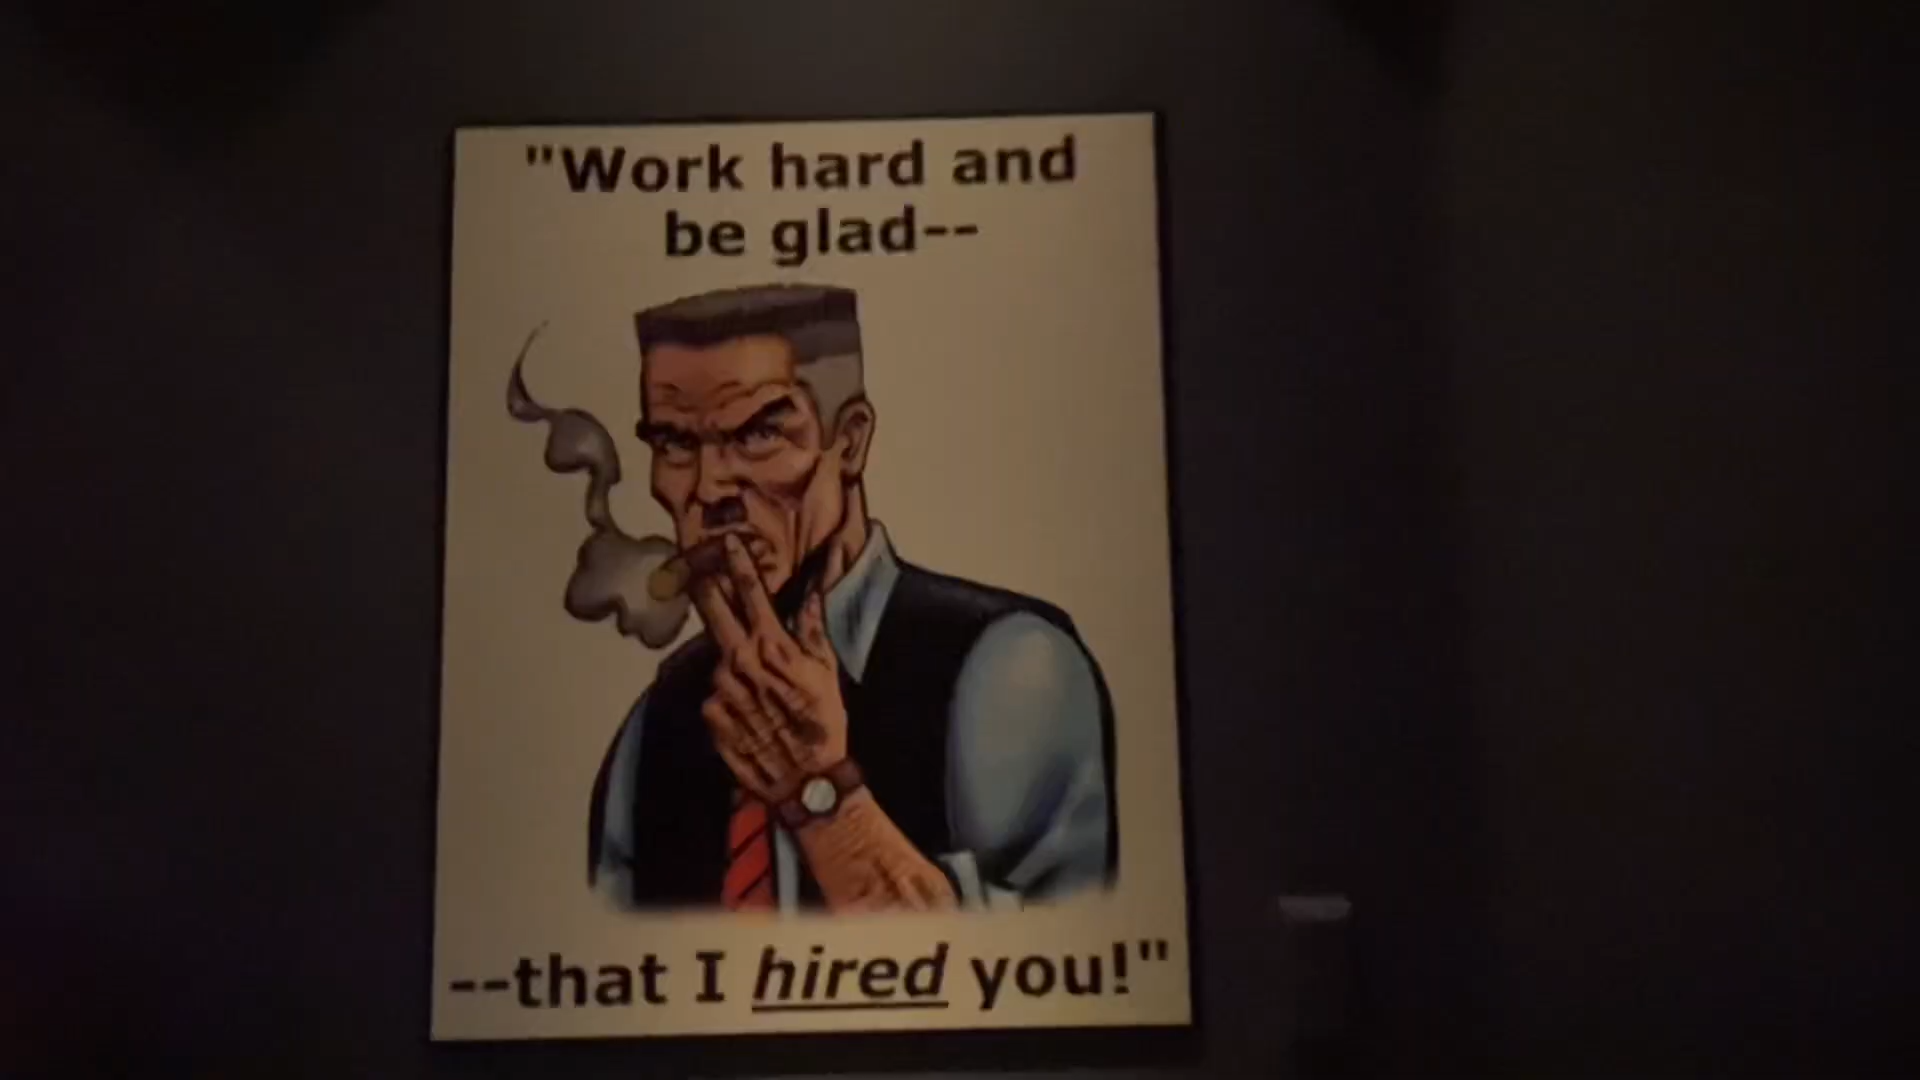 "Work hard and
be glad--
--that I hired you!"